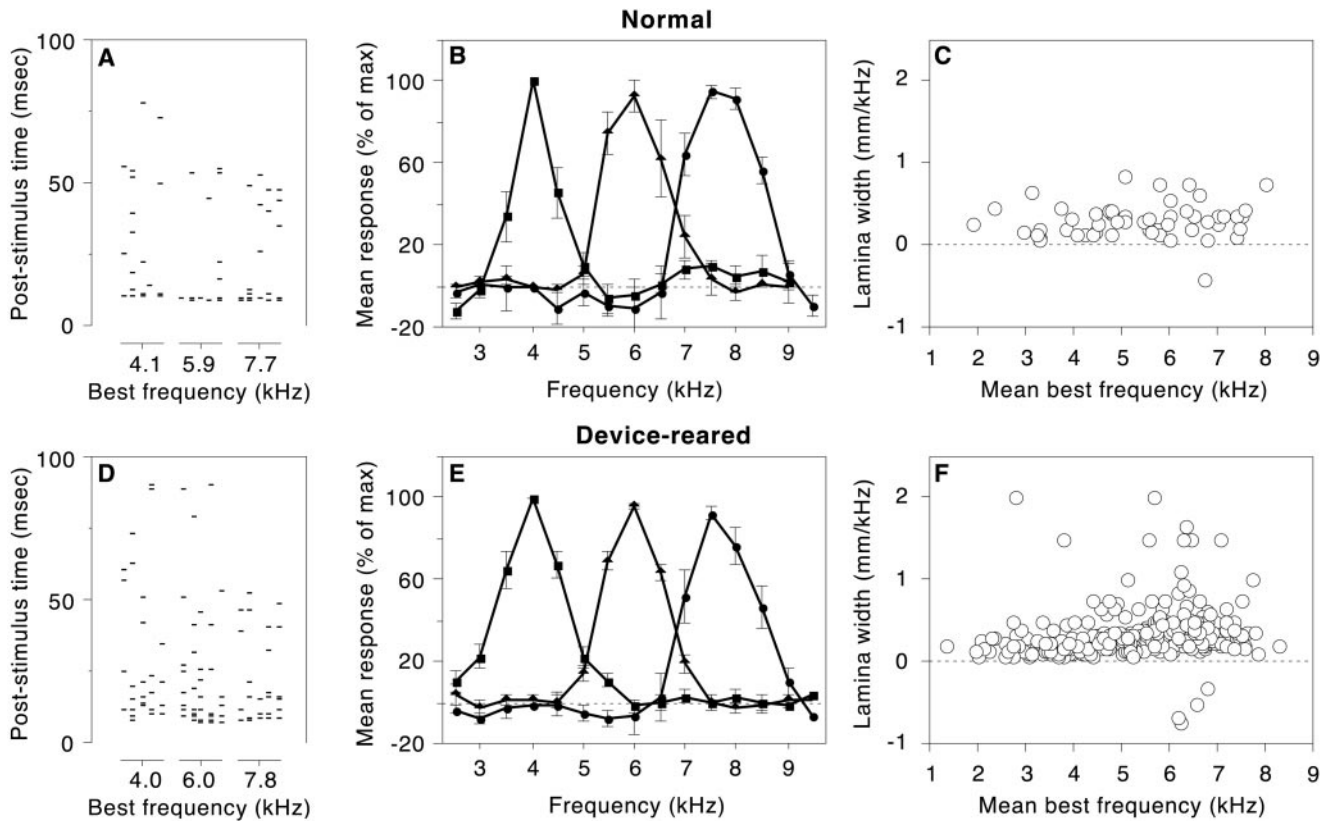 Normal
A
Post-stimulus time (msec)
100
50
0
4.1 5.9 7.7
Best frequency (kHz)
B
Mean response (% of max)
100
60
20
-20
3 4 5 6 7 8 9
Frequency (kHz)
C
Lamina width (mm/kHz)
2
1
0
-1
1 2 3 4 5 6 7 8 9
Mean best frequency (kHz)
Device-reared
D
Post-stimulus time (msec)
100
50
0
4.0 6.0 7.8
Best frequency (kHz)
E
Mean response (% of max)
100
60
20
-20
3 4 5 6 7 8 9
Frequency (kHz)
F
Lamina width (mm/kHz)
2
1
0
-1
1 2 3 4 5 6 7 8 9
Mean best frequency (kHz)